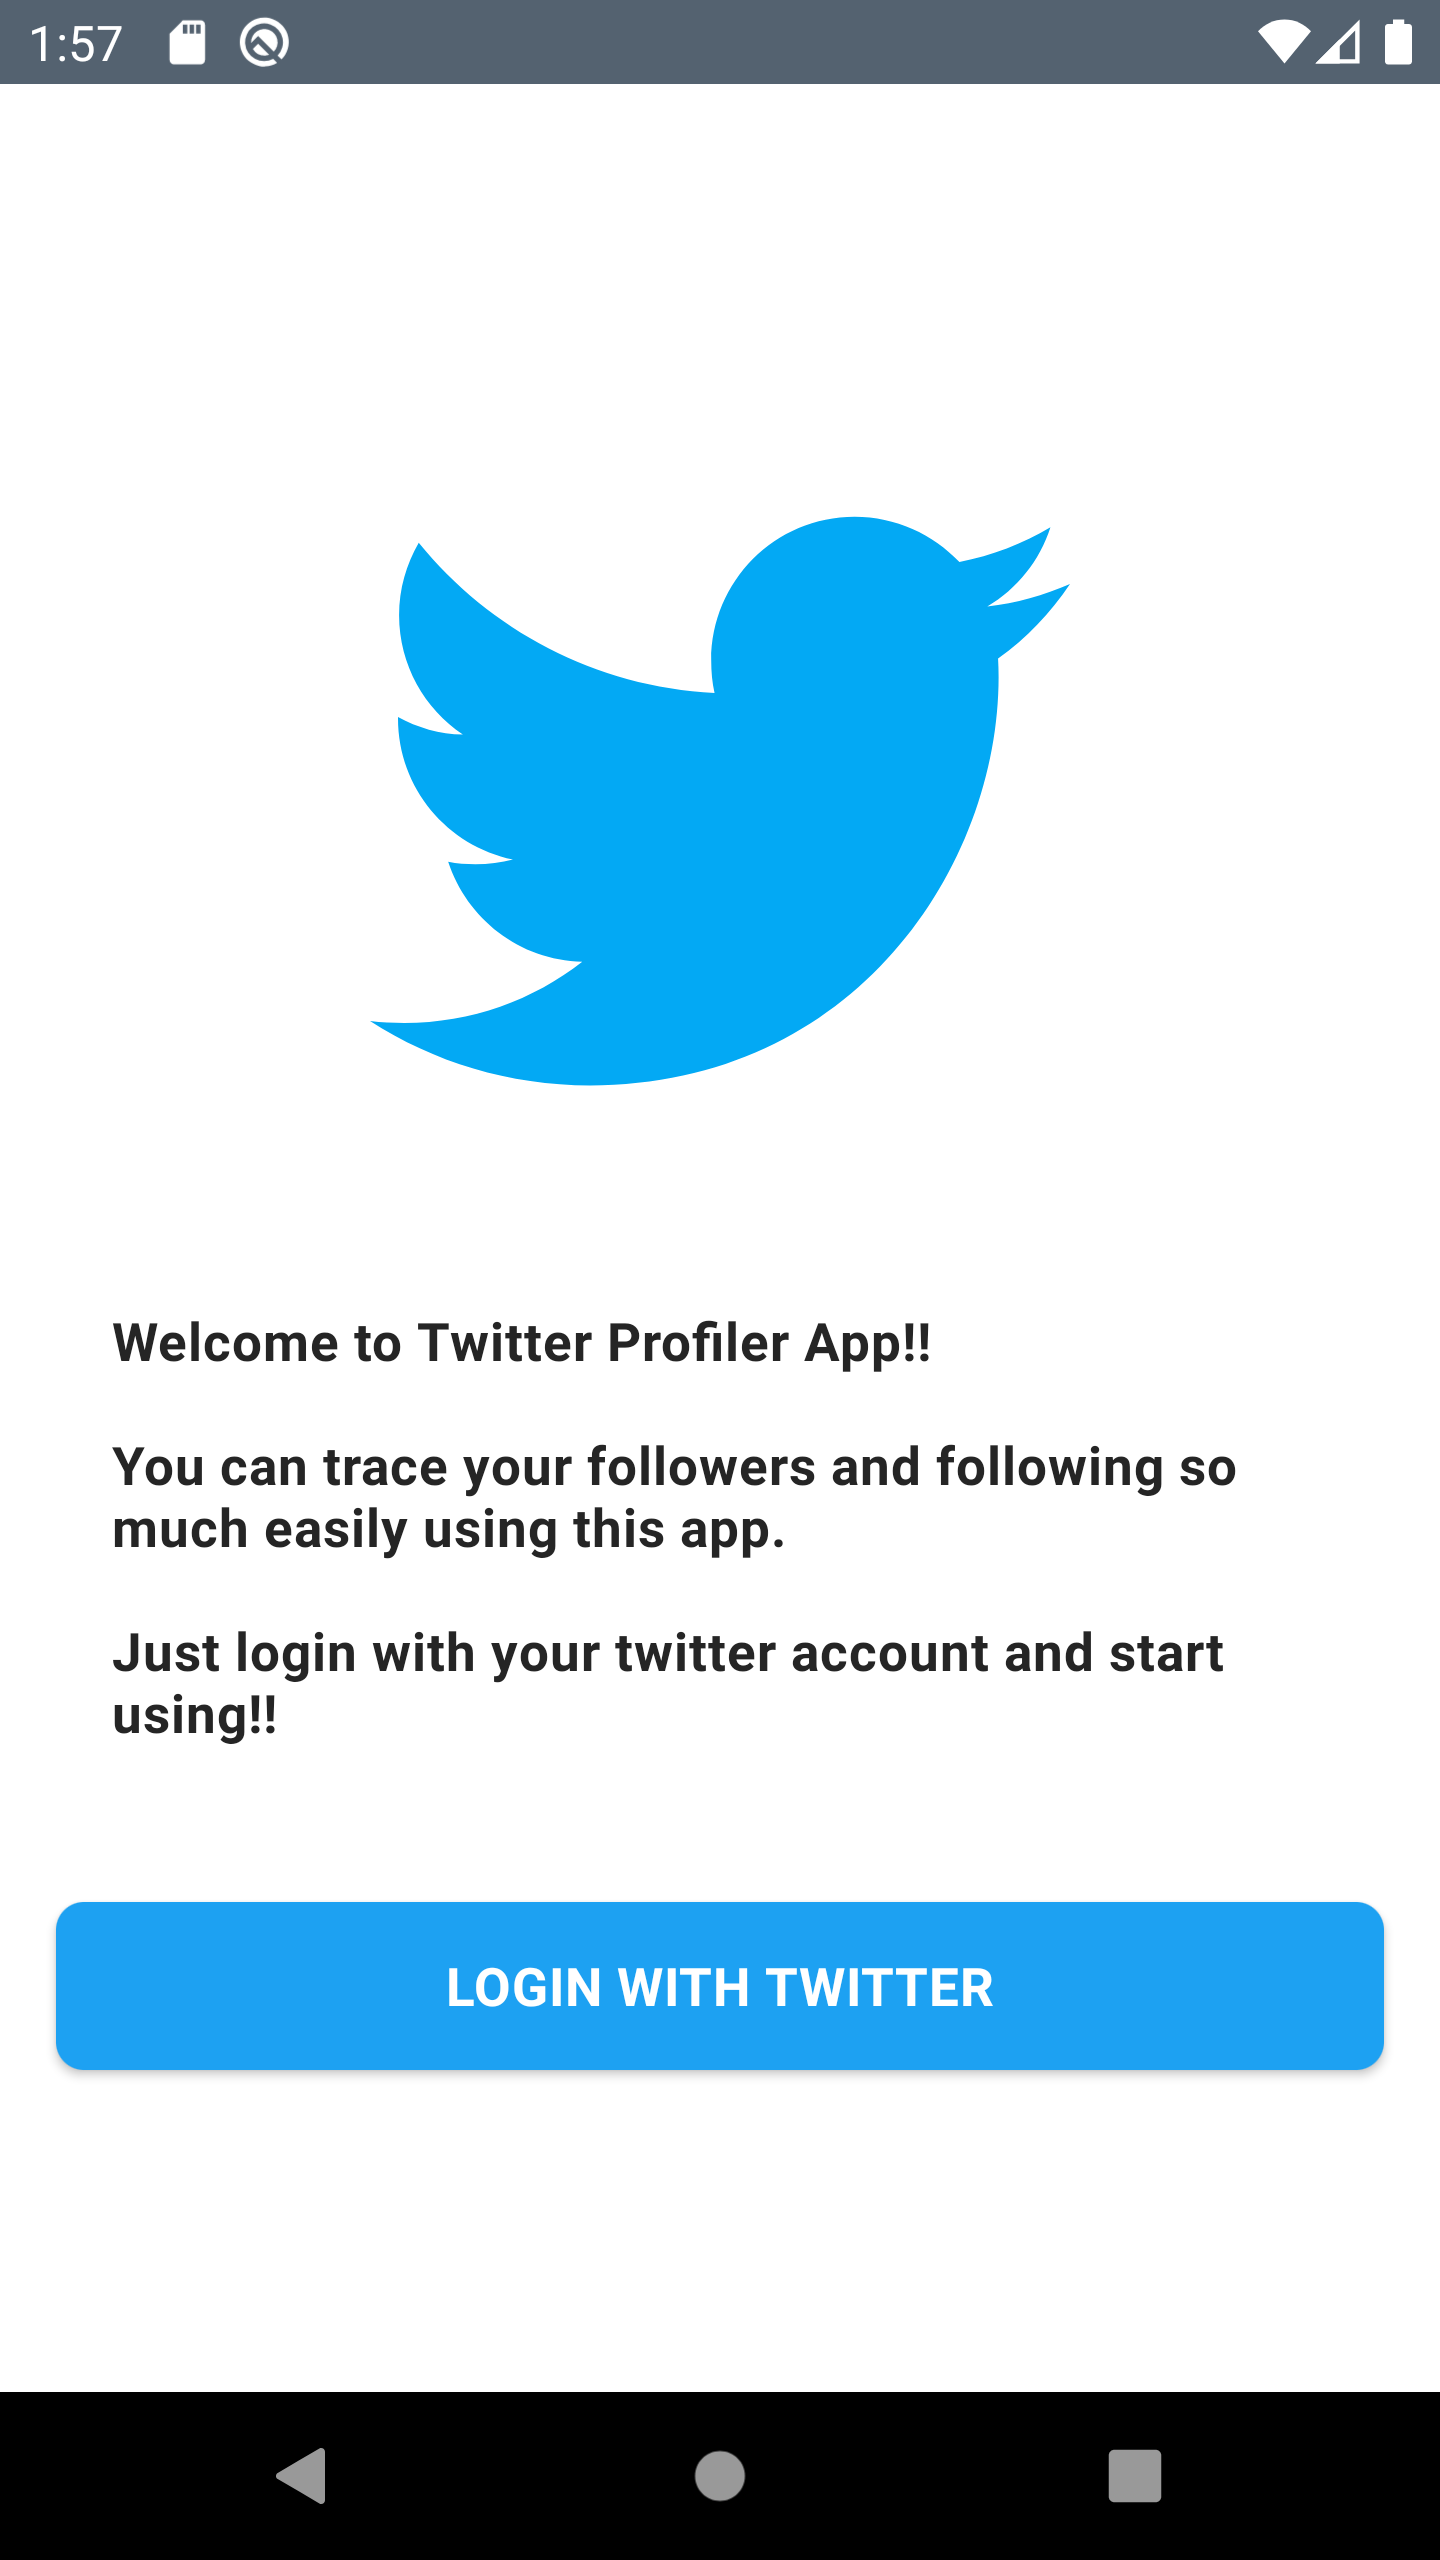 1:57
Welcome to Twitter Profiler App!!
You can trace your followers and following so
much easily using this app.
Just login with your twitter account and start
using!!
LOGIN WITH TWITTER